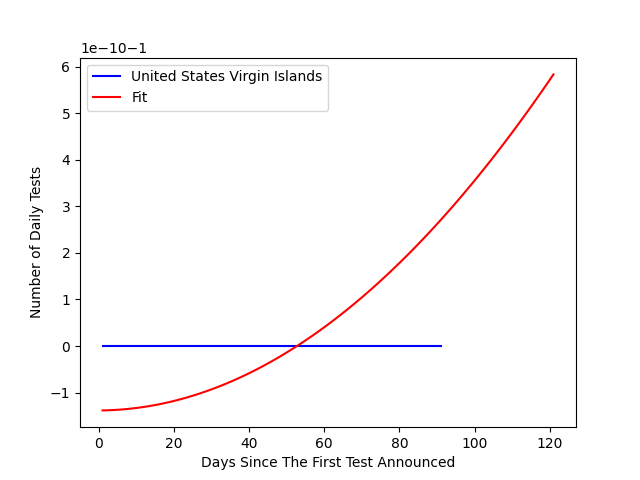 1e−10−1
United States Virgin Islands
Fit
6
5
4
3
2
1
0
−1
Number of Daily Tests
0 20 40 60 80 100 120
Days Since The First Test Announced